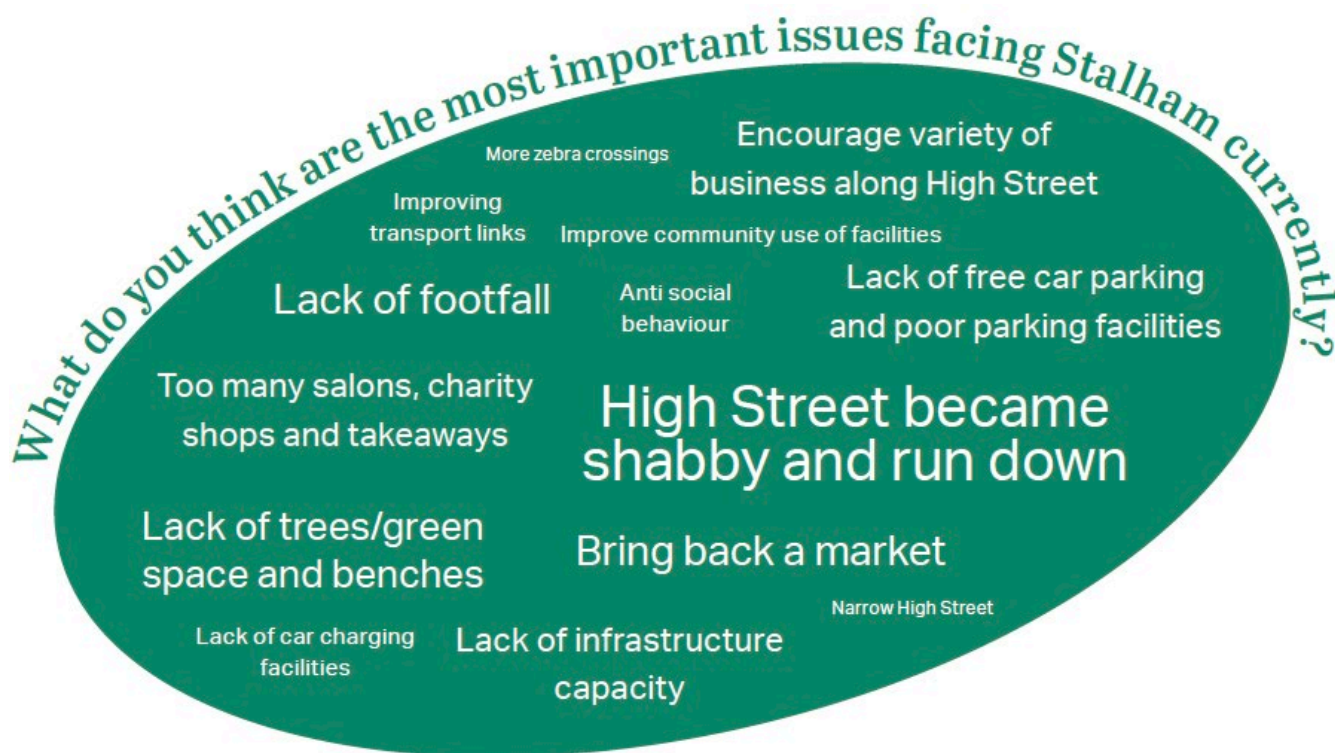 What do you think are the most important issues facing Stalham currently?
More zebra crossings
Encourage variety of
business along High Street
Improving
transport links
Improve community use of facilities
Lack of footfall
Anti social
behaviour
Lack of free car parking
and poor parking facilities
Too many salons, charity
shops and takeaways
High Street became
shabby and run down
Lack of trees/green
space and benches
Bring back a market
Narrow High Street
Lack of car charging
facilities
Lack of infrastructure
capacity